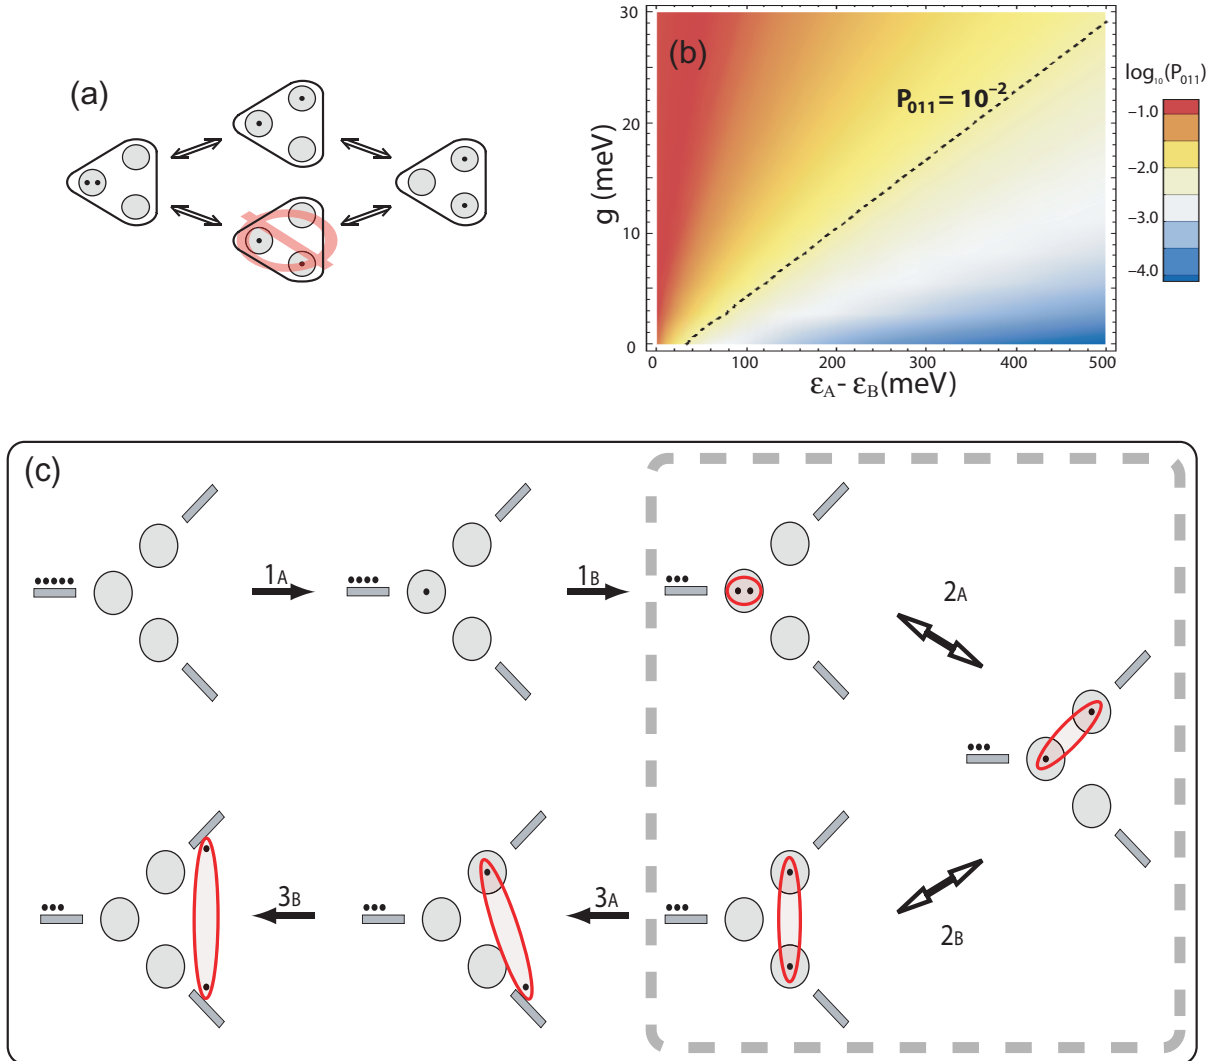 (a)
(b)
P₀₁₁ = 10⁻²
30
20
10
0
g (meV)
0
100
200
300
400
500
εA - εB(meV)
log₁₀(P₀₁₁)
−1.0
−2.0
−3.0
−4.0
(c)
1A
1B
2A
3B
3A
2B